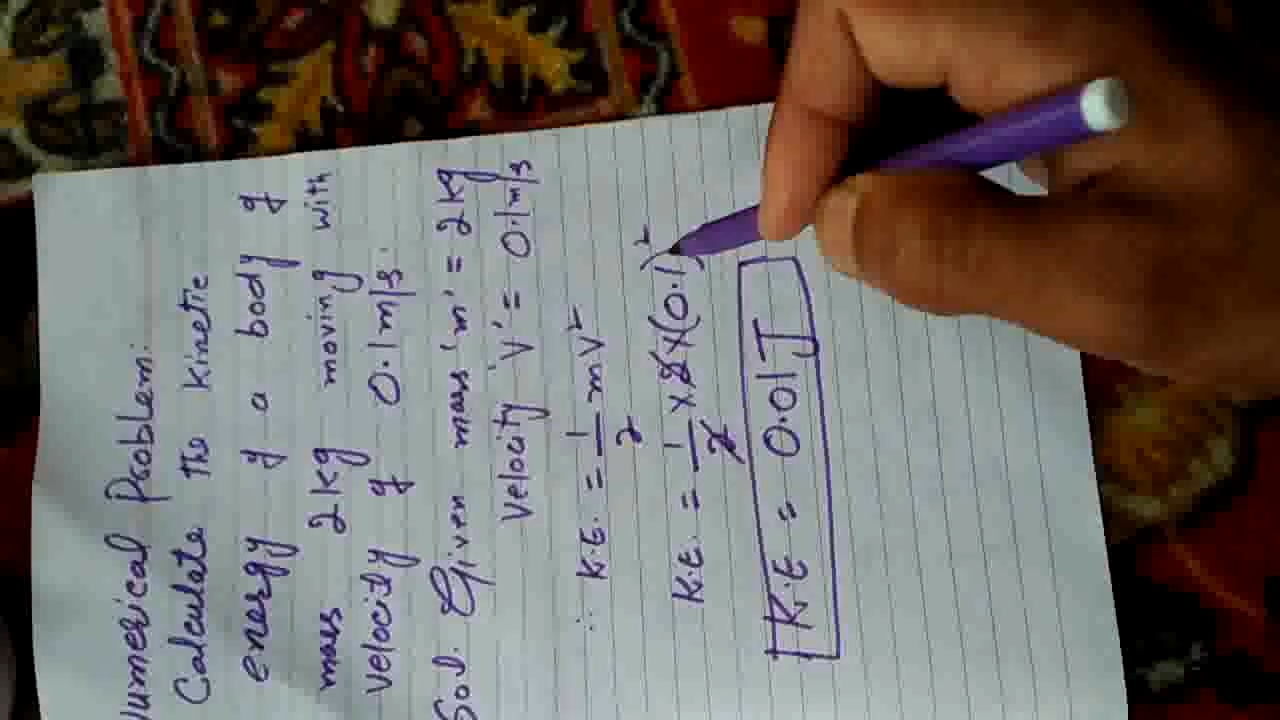 Numerical Problem:
Calculate the kinetic
energy of a body of
mass 2kg moving with
velocity of 0.1m/s.
Sol. Given mass 'm' = 2kg
Velocity 'v' = 0.1m/s
∴ K.E. = 1/2 mv²
K.E. = 1/2 × 2 × (0.1)²
K.E = 0.01J